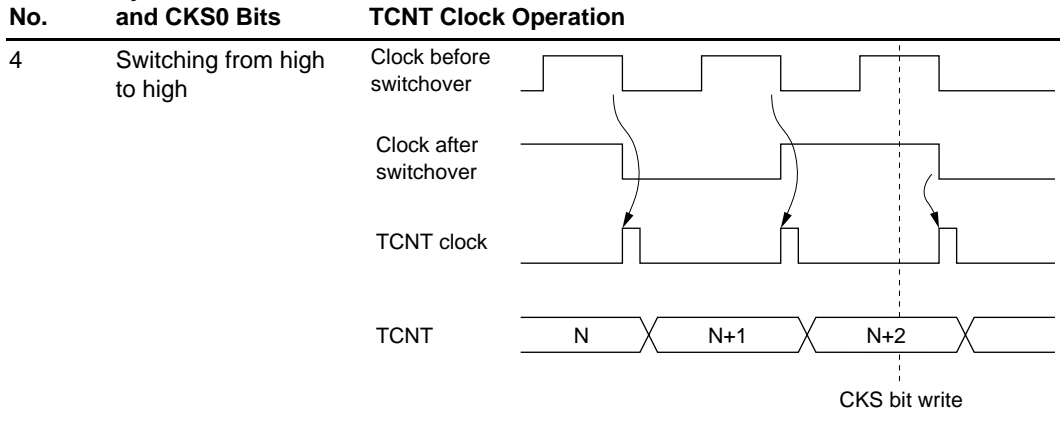 No.
and CKS0 Bits
TCNT Clock Operation
4
Switching from high
to high
Clock before
switchover
Clock after
switchover
TCNT clock
TCNT
N
N+1
N+2
CKS bit write